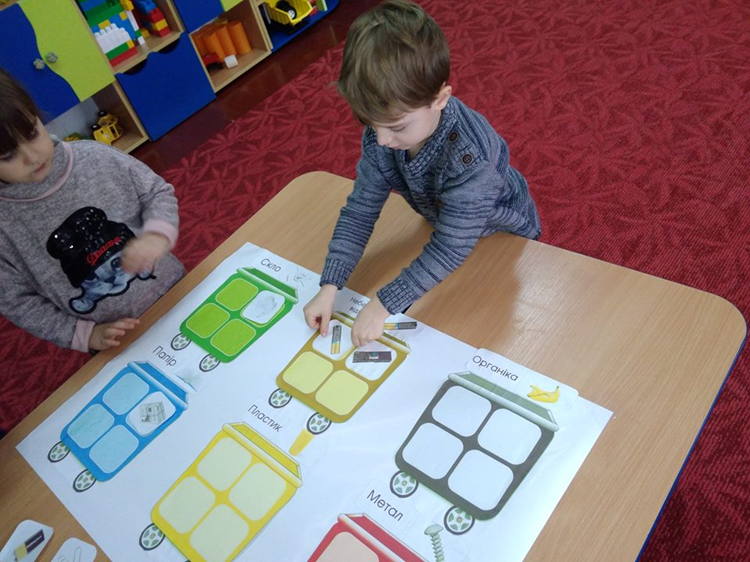 Скло
Папір
Пластик
Органіка
Метал